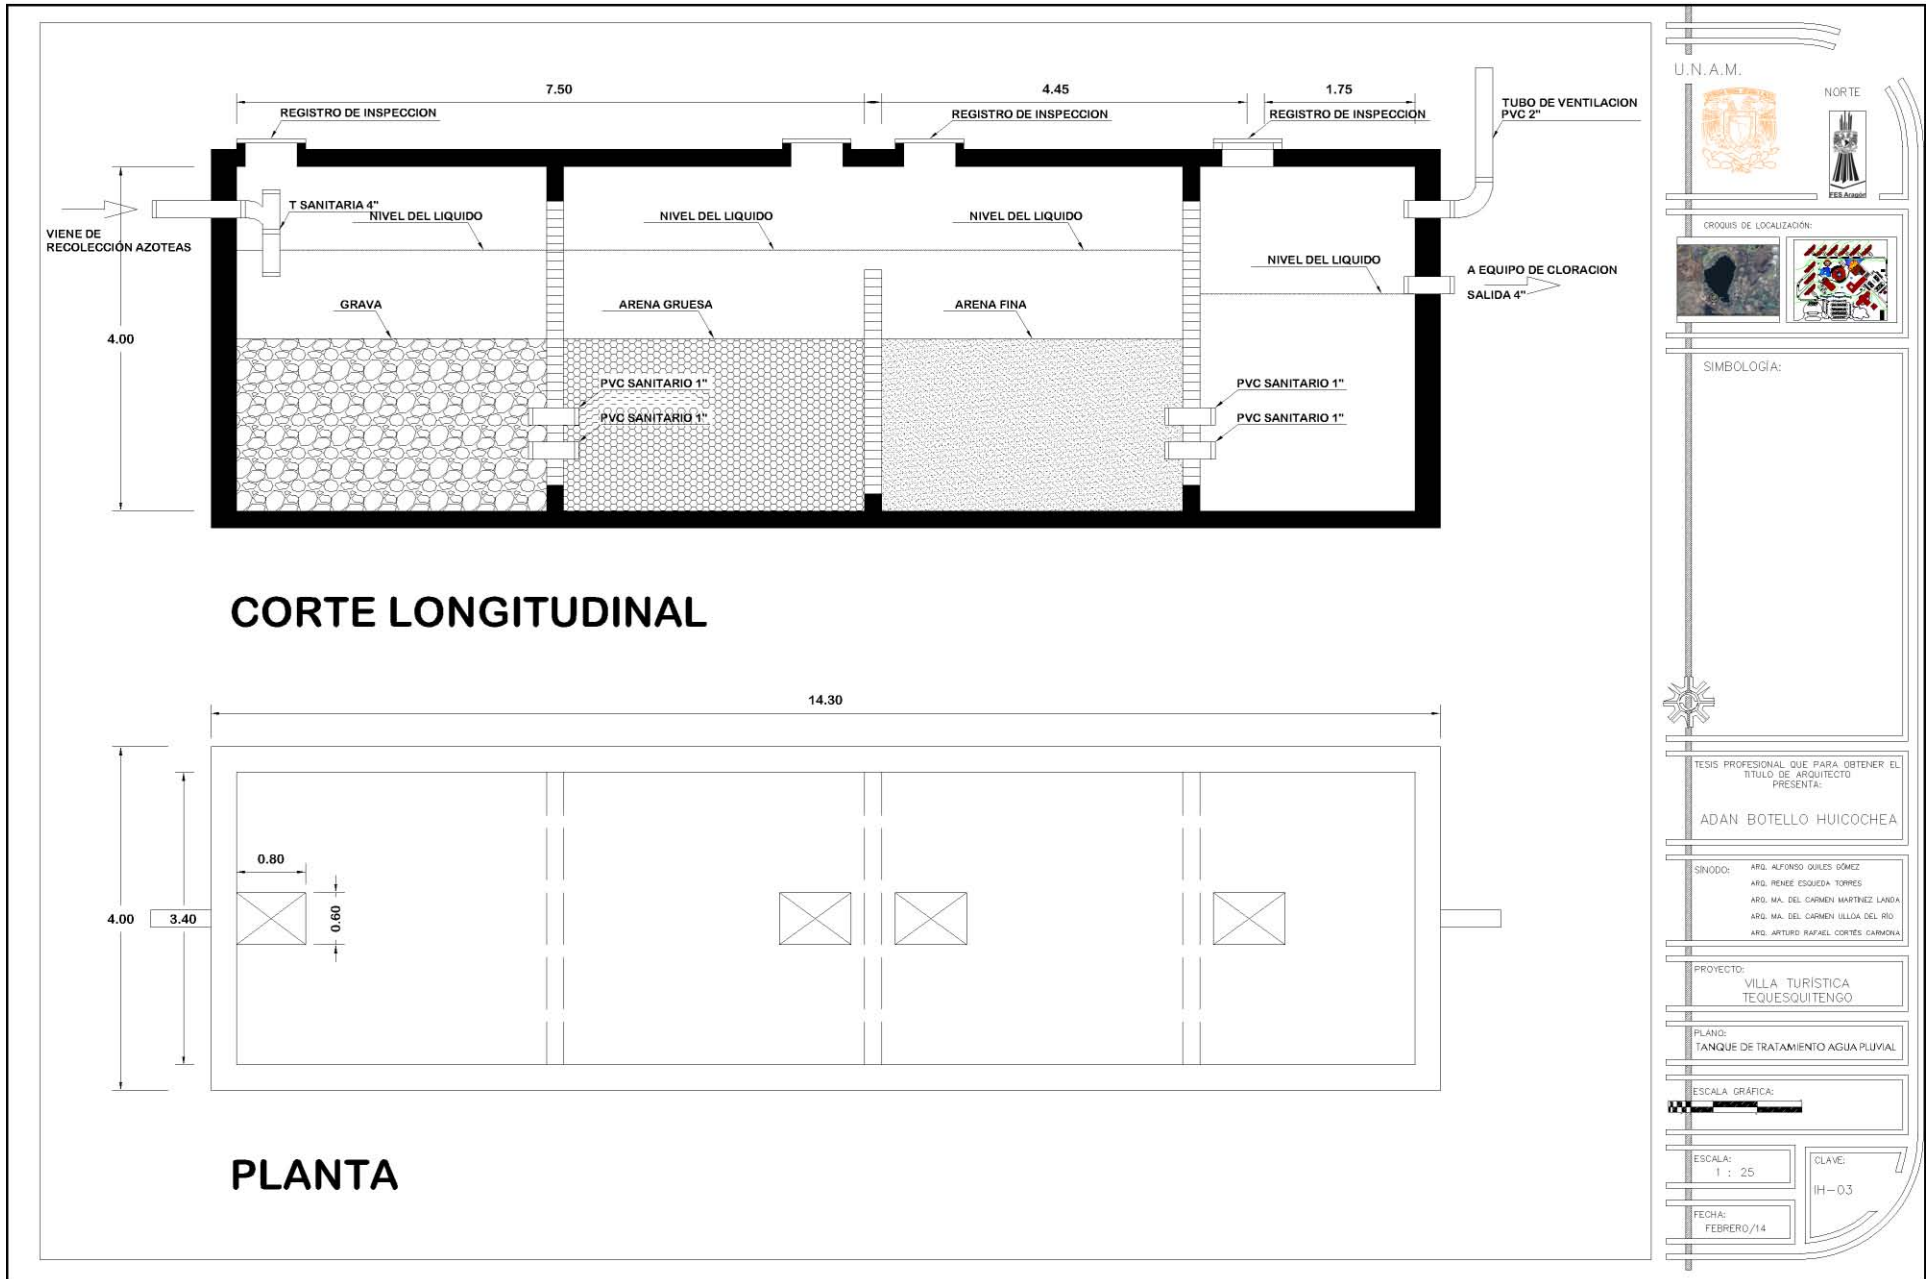 7.50
4.45
1.75
REGISTRO DE INSPECCION
REGISTRO DE INSPECCION
REGISTRO DE INSPECCION
TUBO DE VENTILACION
PVC 2"
T SANITARIA 4"
NIVEL DEL LIQUIDO
NIVEL DEL LIQUIDO
NIVEL DEL LIQUIDO
VIENE DE
RECOLECCIÓN AZOTEAS
NIVEL DEL LIQUIDO
A EQUIPO DE CLORACION
SALIDA 4"
GRAVA
ARENA GRUESA
ARENA FINA
4.00
PVC SANITARIO 1"
PVC SANITARIO 1"
PVC SANITARIO 1"
PVC SANITARIO 1"
CORTE LONGITUDINAL
14.30
0.80
0.60
4.00
3.40
PLANTA
U.N.A.M.
NORTE
FES Aragón
CROQUIS DE LOCALIZACIÓN:
SIMBOLOGÍA:
TESIS PROFESIONAL QUE PARA OBTENER EL
TITULO DE ARQUITECTO
PRESENTA:
ADAN BOTELLO HUICOCHEA
SÍNODO:
ARQ. ALFONSO QUILES GÓMEZ
ARQ. RENEÉ ESQUEDA TORRES
ARQ. MA. DEL CARMEN MARTÍNEZ LANDA
ARQ. MA. DEL CARMEN ULLOA DEL RÍO
ARQ. ARTURO RAFAEL CORTÉS CARMONA
PROYECTO:
VILLA TURÍSTICA
TEQUESQUITENGO
PLANO:
TANQUE DE TRATAMIENTO AGUA PLUVIAL
ESCALA GRÁFICA:
ESCALA:
1 : 25
CLAVE:
IH-03
FECHA:
FEBRERO/14